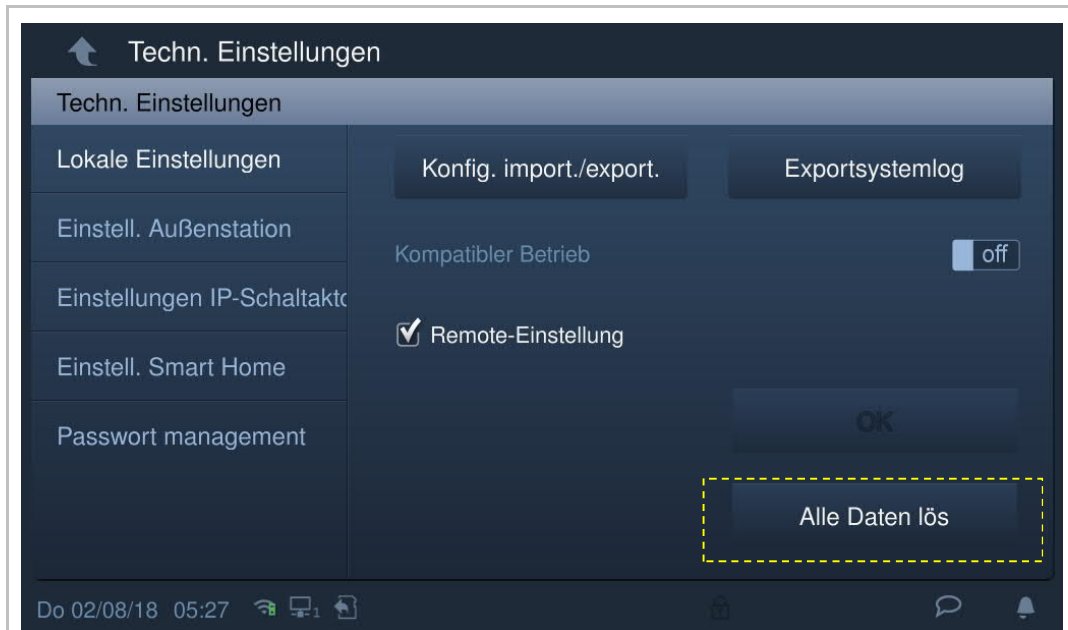 Techn. Einstellungen
Techn. Einstellungen
Lokale Einstellungen
Konfig. import./export.
Exportsystemlog
Einstell. Außenstation
Kompatibler Betrieb
off
Einstellungen IP-Schaltakto
Remote-Einstellung
Einstell. Smart Home
OK
Passwort management
Alle Daten lös
Do 02/08/18 05:27
1